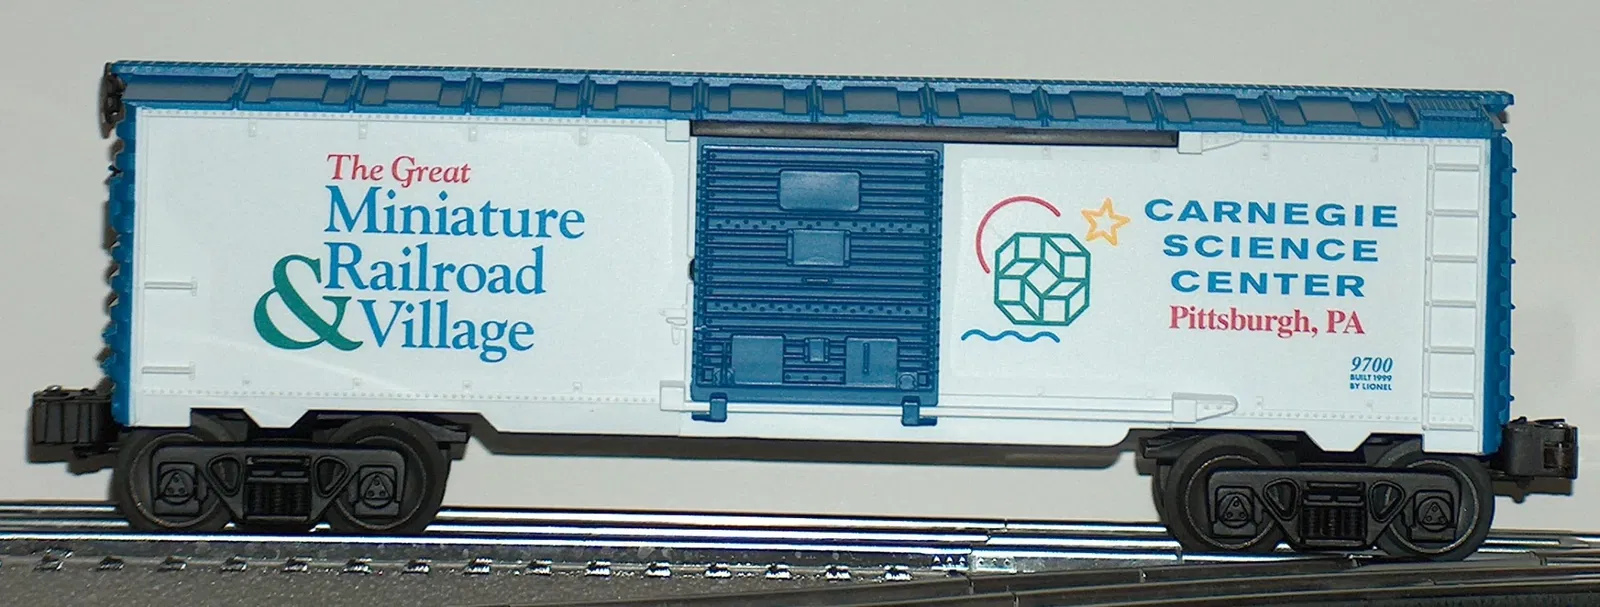 The Great
Miniature
Railroad
& Village
CARNEGIE
SCIENCE
CENTER
Pittsburgh, PA
9700
BUILT 1999
BY LIONEL